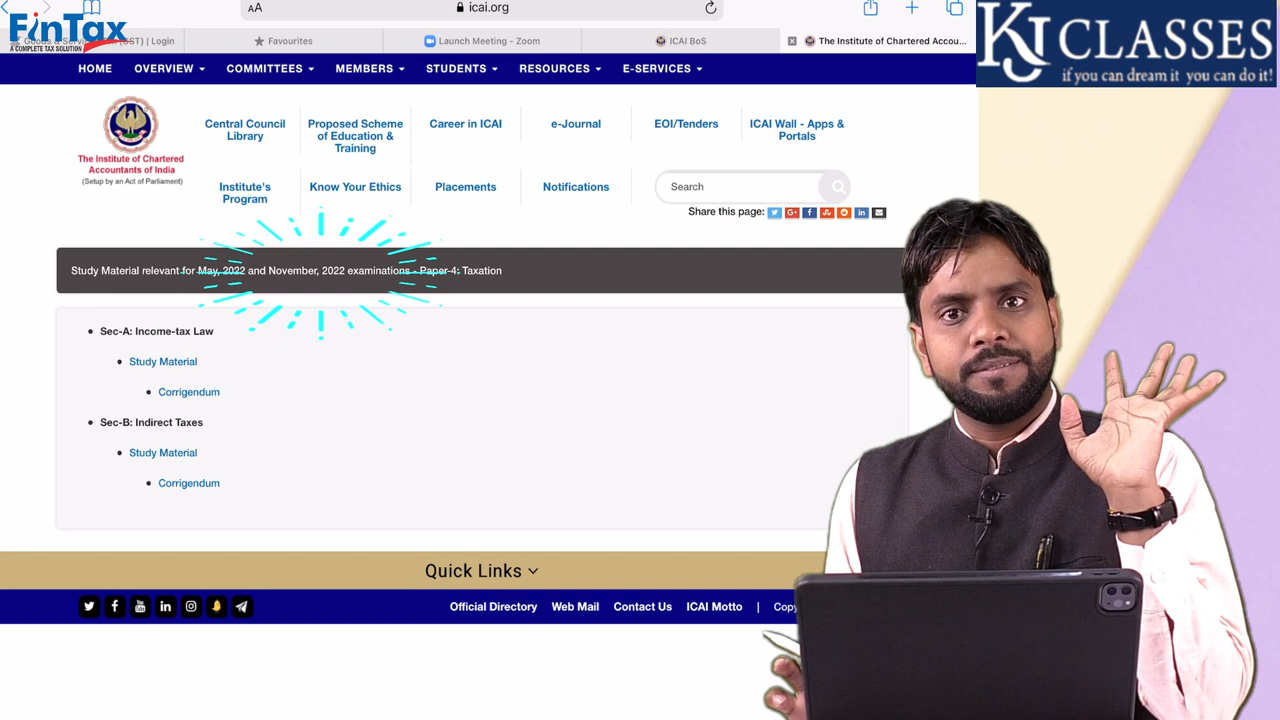 FinTax
A COMPLETE TAX SOLUTION
(GST) | Login
AA
icai.org
Favourites
Launch Meeting - Zoom
ICAI BoS
The Institute of Chartered Accou...
KJ CLASSES
if you can dream it you can do it!
HOME
OVERVIEW
COMMITTEES
MEMBERS
STUDENTS
RESOURCES
E-SERVICES
The Institute of Chartered
Accountants of India
(Setup by an Act of Parliament)
Central Council
Library
Proposed Scheme
of Education &
Training
Career in ICAI
e-Journal
EOI/Tenders
ICAI Wall - Apps &
Portals
Institute's
Program
Know Your Ethics
Placements
Notifications
Search
Share this page:
Study Material relevant for May, 2022 and November, 2022 examinations - Paper-4: Taxation
Sec-A: Income-tax Law
Study Material
Corrigendum
Sec-B: Indirect Taxes
Study Material
Corrigendum
Quick Links
Official Directory
Web Mail
Contact Us
ICAI Motto
|
Copy